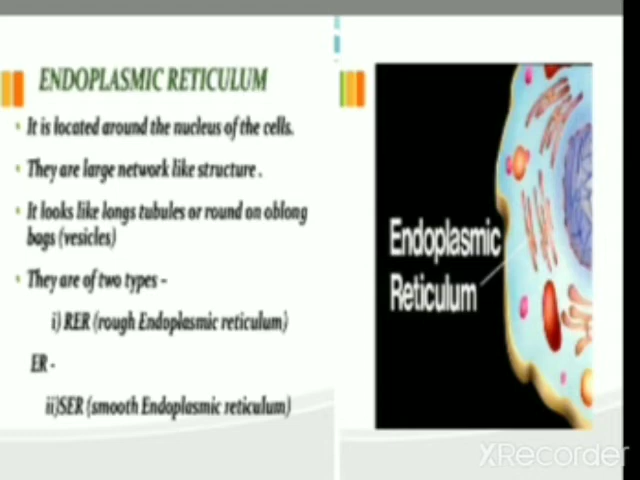 ENDOPLASMIC RETICULUM
It is located around the nucleus of the cells.
They are large network like structure .
It looks like longs tubules or round on oblong
bags (vesicles)
They are of two types –
i) RER (rough Endoplasmic reticulum)
ER -
ii)SER (smooth Endoplasmic reticulum)
Endoplasmic
Reticulum
XRecorder